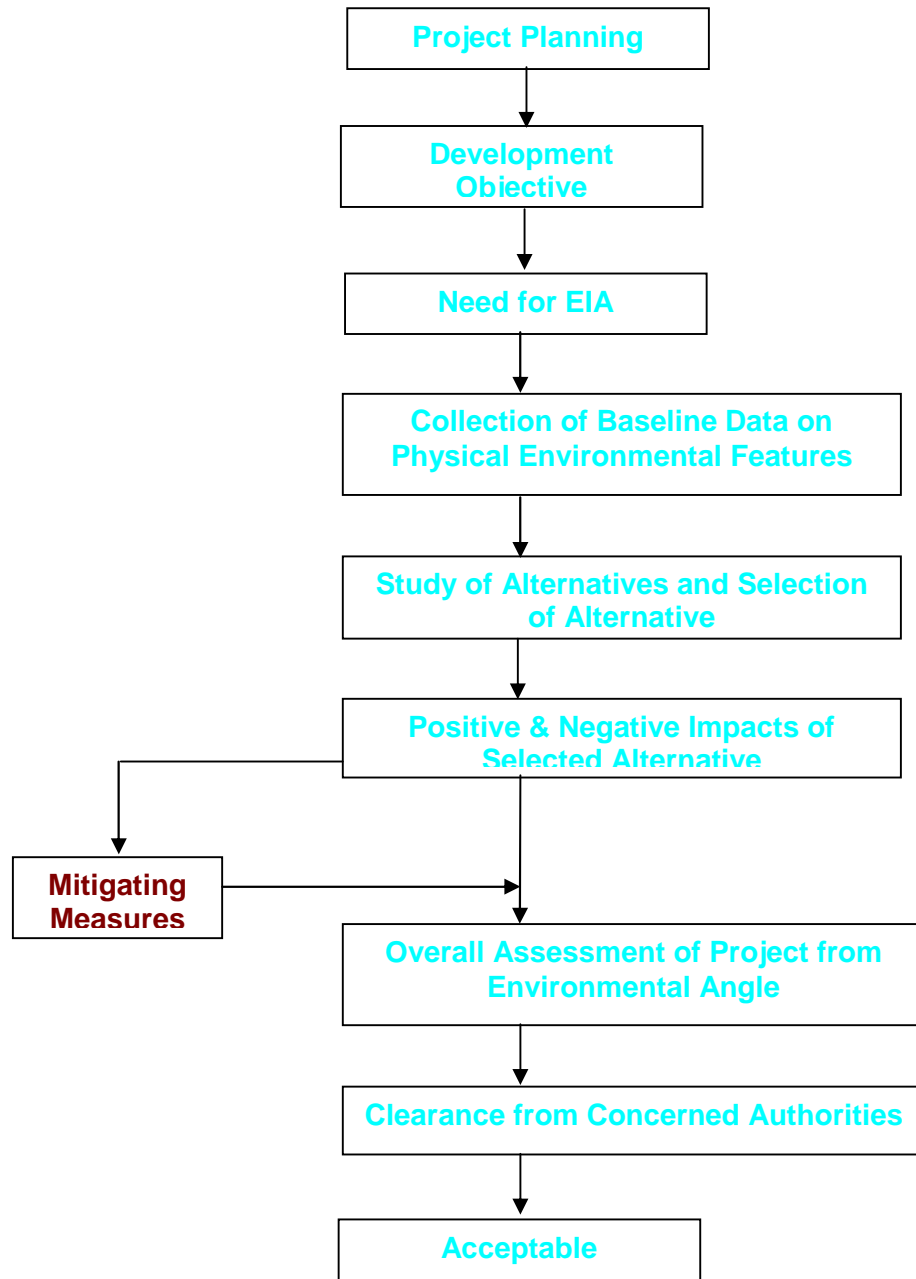 Project Planning
Development
Objective
Need for EIA
Collection of Baseline Data on
Physical Environmental Features
Study of Alternatives and Selection
of Alternative
Positive & Negative Impacts of
Selected Alternative
Mitigating
Measures
Overall Assessment of Project from
Environmental Angle
Clearance from Concerned Authorities
Acceptable